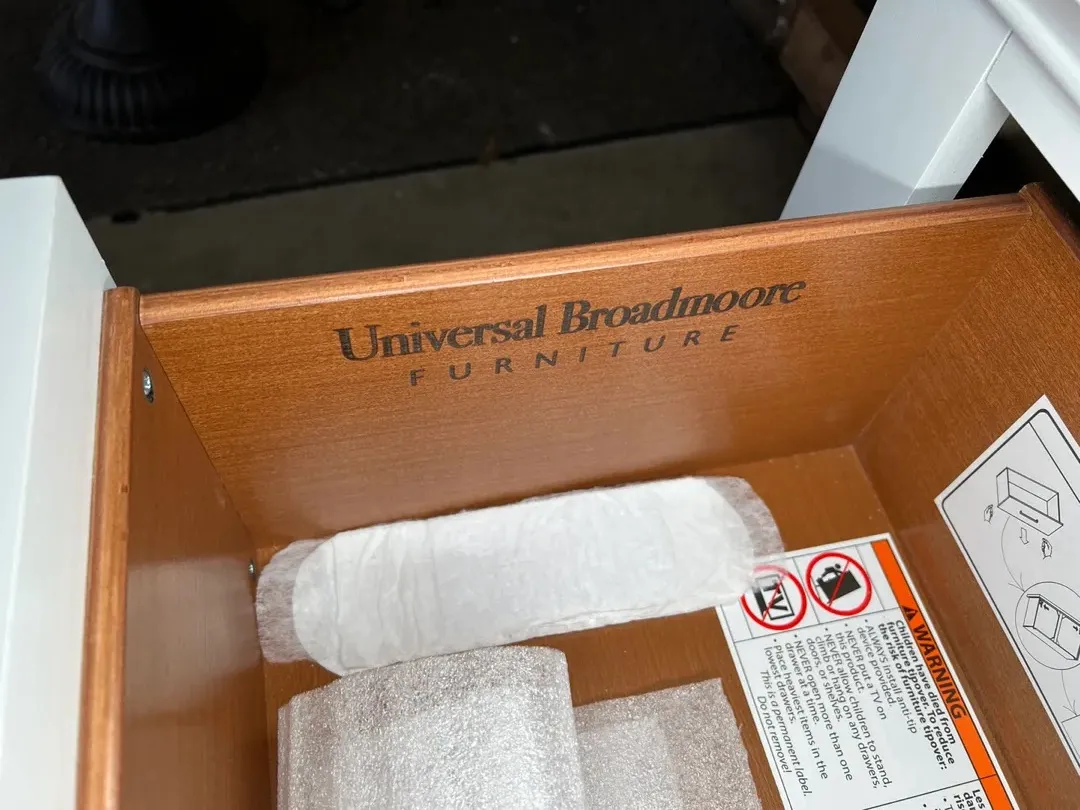 Universal Broadmoore
FURNITURE
WARNING
Children have died from
furniture tipover. To reduce
the risk of furniture tipover:
• ALWAYS install anti-tip
device provided.
• NEVER put a TV on
this product.
• NEVER allow children to stand,
climb or hang on any drawers,
doors, or shelves.
• NEVER open more than one
drawer at a time.
• Place heaviest items in the
lowest drawers.
This is a permanent label.
Do not remove!
TV